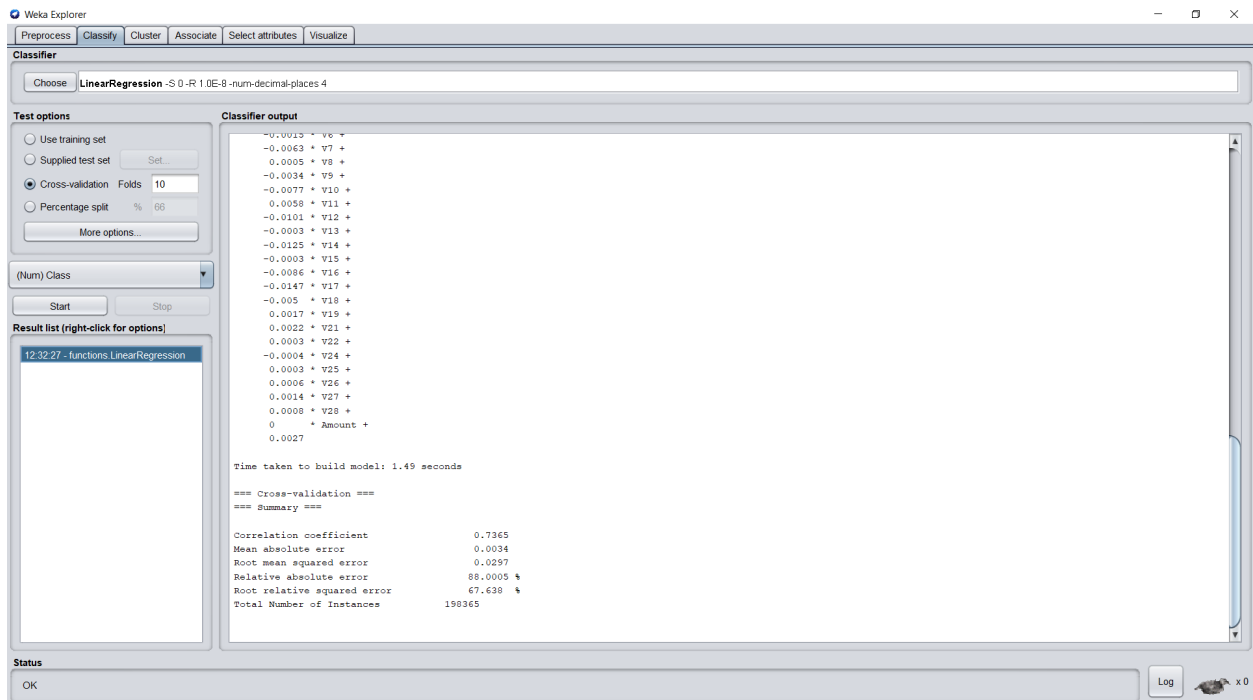 Weka Explorer
Preprocess Classify Cluster Associate Select attributes Visualize
Classifier
Choose LinearRegression -S 0 -R 1.0E-8 -num-decimal-places 4
Test options
Use training set
Supplied test set Set...
Cross-validation Folds 10
Percentage split % 66
More options...
(Num) Class
Start Stop
Result list (right-click for options)
12:32:27 - functions.LinearRegression
Classifier output
-0.0015 * V6 +
-0.0063 * V7 +
0.0005 * V8 +
-0.0034 * V9 +
-0.0077 * V10 +
0.0058 * V11 +
-0.0101 * V12 +
-0.0003 * V13 +
-0.0125 * V14 +
-0.0003 * V15 +
-0.0086 * V16 +
-0.0147 * V17 +
-0.005 * V18 +
0.0017 * V19 +
0.0022 * V21 +
0.0003 * V22 +
-0.0004 * V24 +
0.0003 * V25 +
0.0006 * V26 +
0.0014 * V27 +
0.0008 * V28 +
0 * Amount +
0.0027
Time taken to build model: 1.49 seconds
=== Cross-validation ===
=== Summary ===
Correlation coefficient 0.7365
Mean absolute error 0.0034
Root mean squared error 0.0297
Relative absolute error 88.0005 %
Root relative squared error 67.638 %
Total Number of Instances 198365
Status
OK
Log x 0